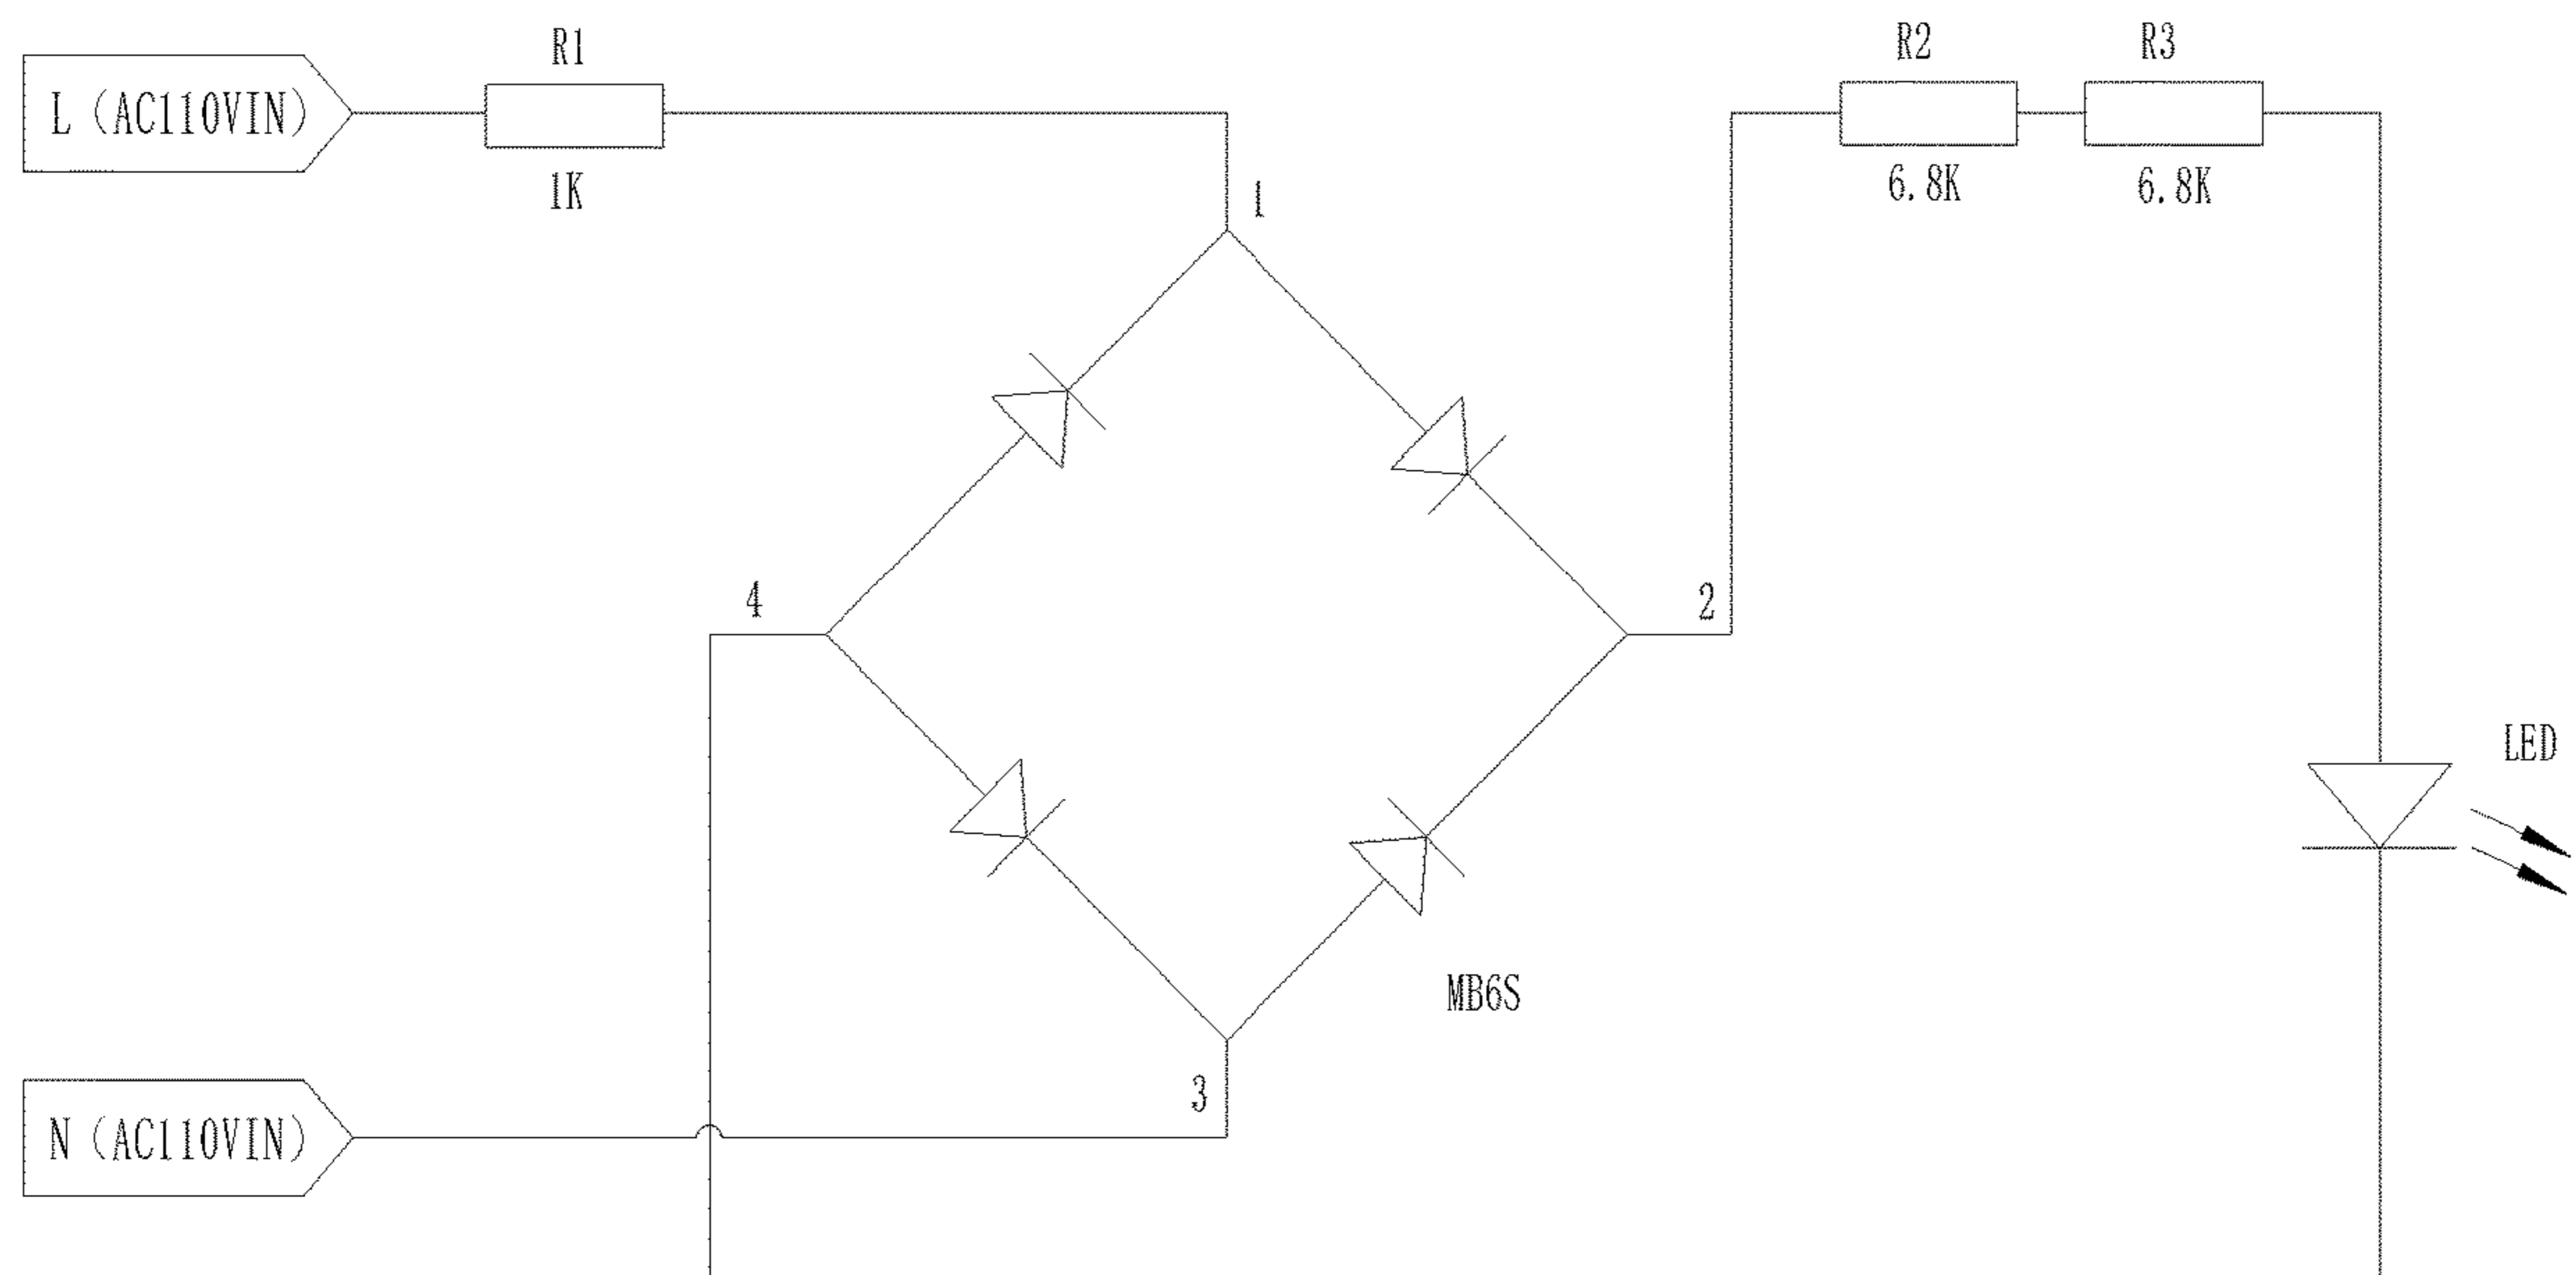 R1
R2
R3
L (AC110VIN)
1K
6.8K
6.8K
1
4
2
LED
MB6S
3
N (AC110VIN)